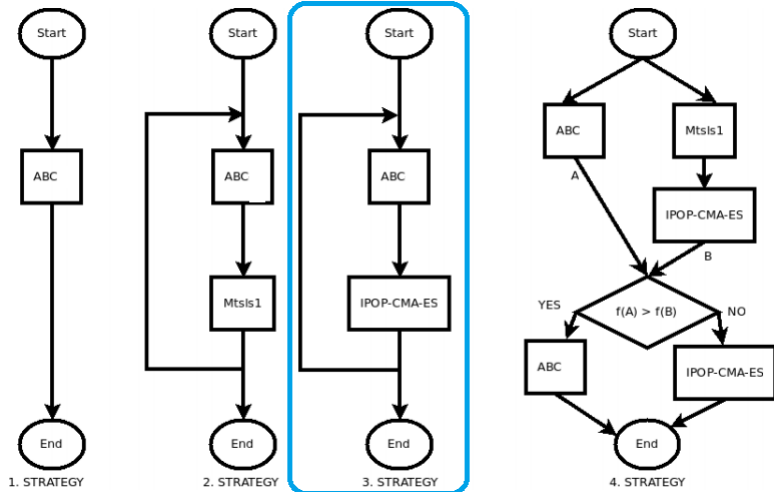 Start
ABC
End
1. STRATEGY
Start
ABC
Mtsls1
End
2. STRATEGY
Start
ABC
IPOP-CMA-ES
End
3. STRATEGY
Start
ABC
Mtsls1
A
IPOP-CMA-ES
B
f(A) > f(B)
YES
NO
ABC
IPOP-CMA-ES
End
4. STRATEGY